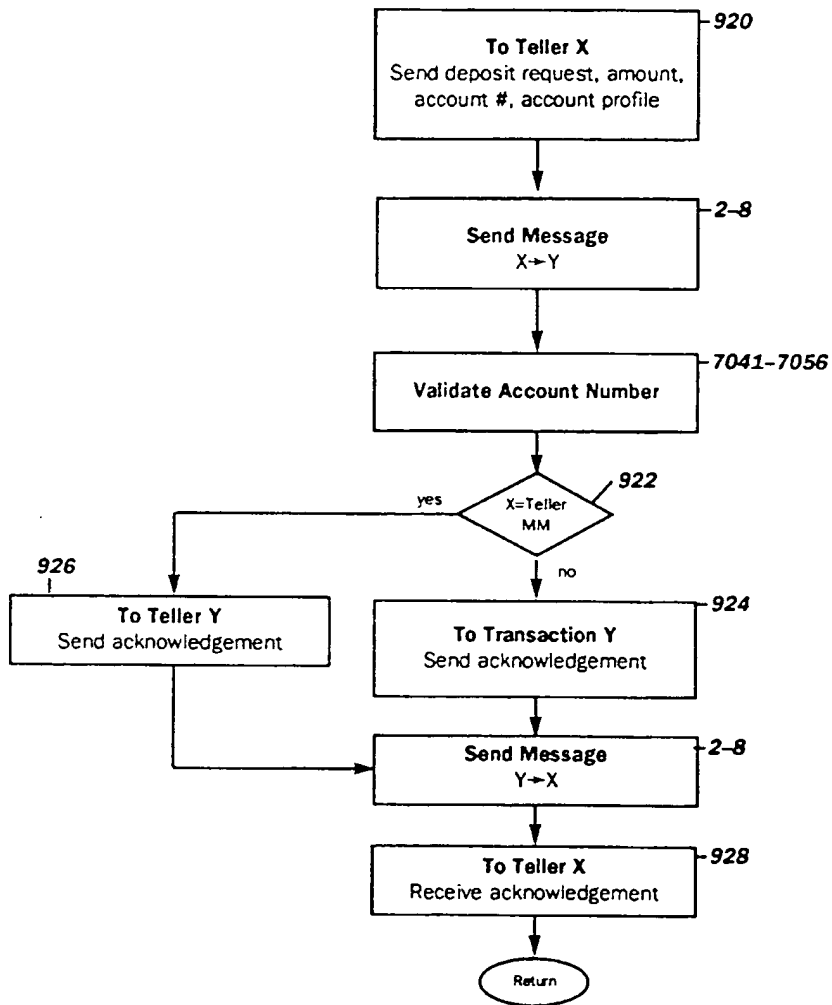 920
To Teller X
Send deposit request, amount,
account #, account profile
2–8
Send Message
X→Y
7041–7056
Validate Account Number
922
yes
X=Teller
MM
no
926
To Teller Y
Send acknowledgement
924
To Transaction Y
Send acknowledgement
2–8
Send Message
Y→X
928
To Teller X
Receive acknowledgement
Return